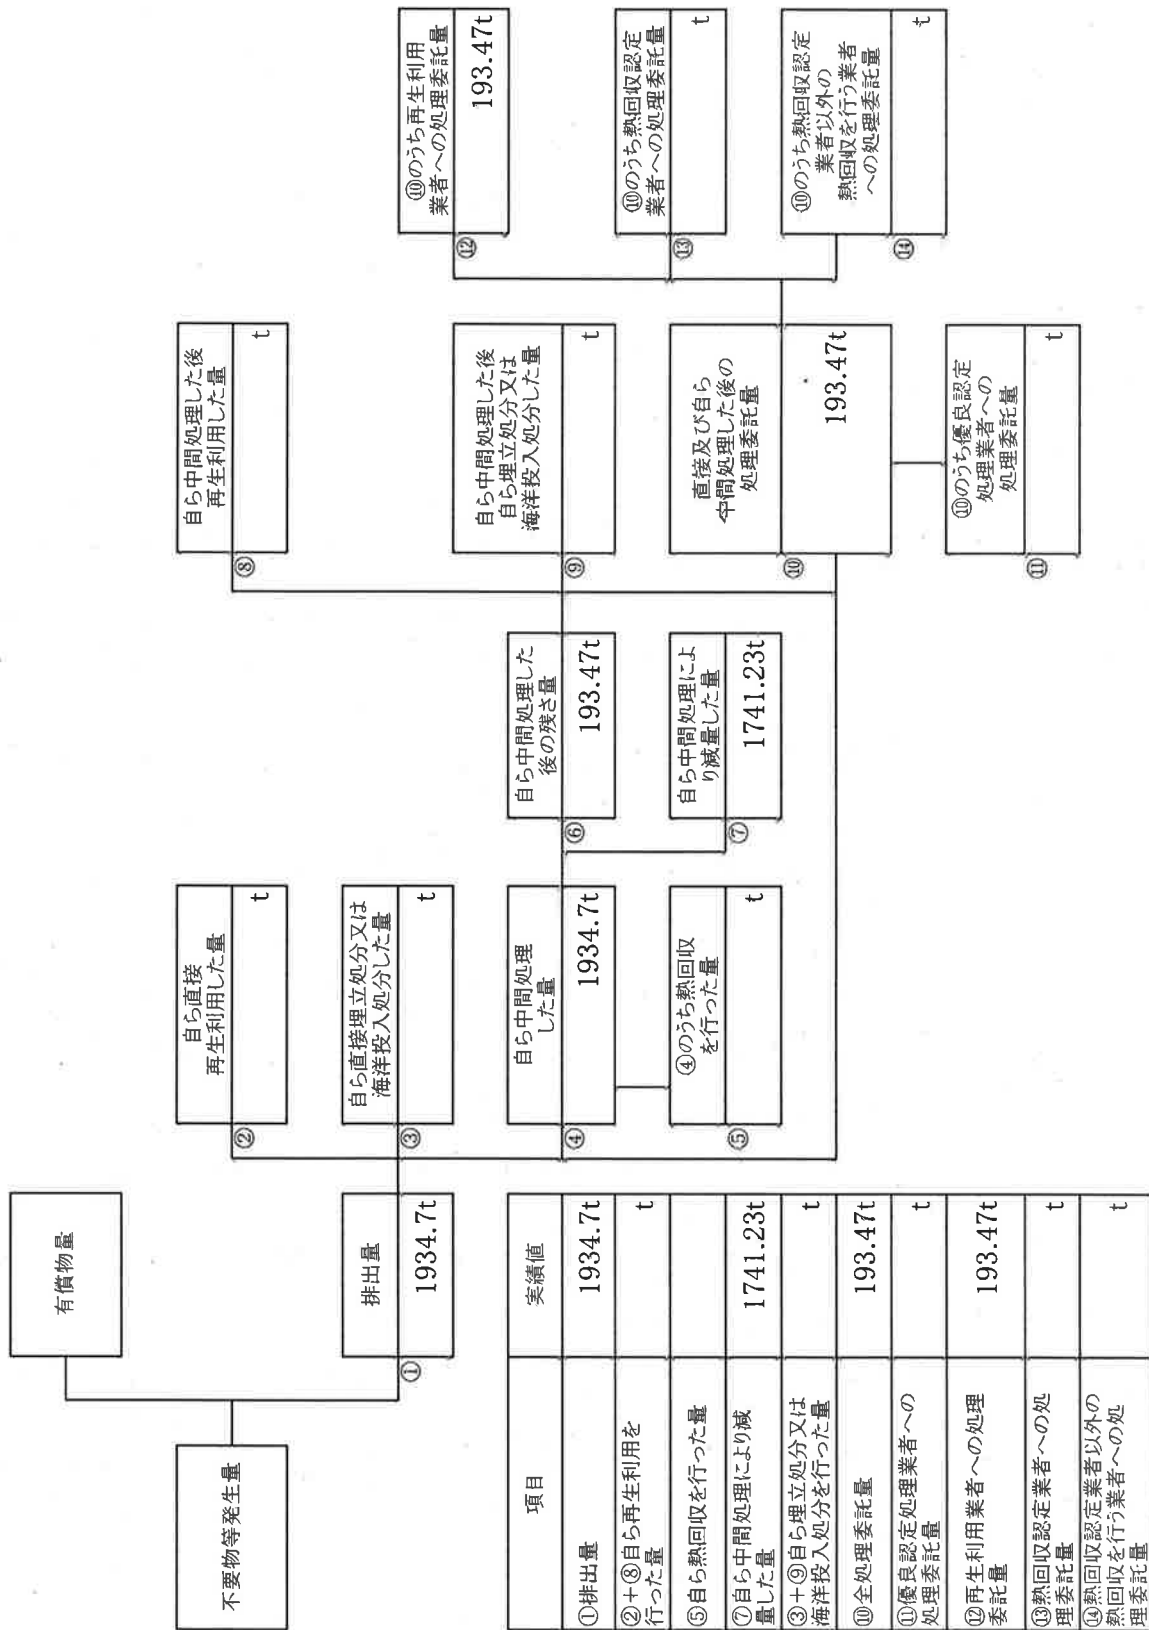 不要物等発生量
有償物量
排出量
①
1934.7t
自ら直接
再生利用した量
②
t
自ら直接埋立処分又は
海洋投入処分した量
③
t
自ら中間処理
した量
④
1934.7t
④のうち熱回収
を行った量
⑤
t
自ら中間処理した
後の残さ量
⑥
193.47t
自ら中間処理によ
り減量した量
⑦
1741.23t
自ら中間処理した後
再生利用した量
⑧
t
自ら中間処理した後
自ら埋立処分又は
海洋投入処分した量
⑨
t
直接及び自ら
中間処理した後の
処理委託量
⑩
193.47t
⑩のうち優良認定
処理業者への
処理委託量
⑪
t
⑩のうち再生利用
業者への処理委託量
⑫
193.47t
⑩のうち熱回収認定
業者への処理委託量
⑬
t
⑩のうち熱回収認定
業者以外の
熱回収を行う業者
への処理委託量
⑭
t
項目
実績値
①排出量
1934.7t
②+⑧自ら再生利用を
行った量
t
⑤自ら熱回収を行った量
⑦自ら中間処理により減
量した量
1741.23t
③+⑨自ら埋立処分又は
海洋投入処分を行った量
t
⑩全処理委託量
193.47t
⑪優良認定処理業者への
処理委託量
t
⑫再生利用業者への処理
委託量
193.47t
⑬熱回収認定業者への処
理委託量
t
⑭熱回収認定業者以外の
熱回収を行う業者への処
理委託量
t